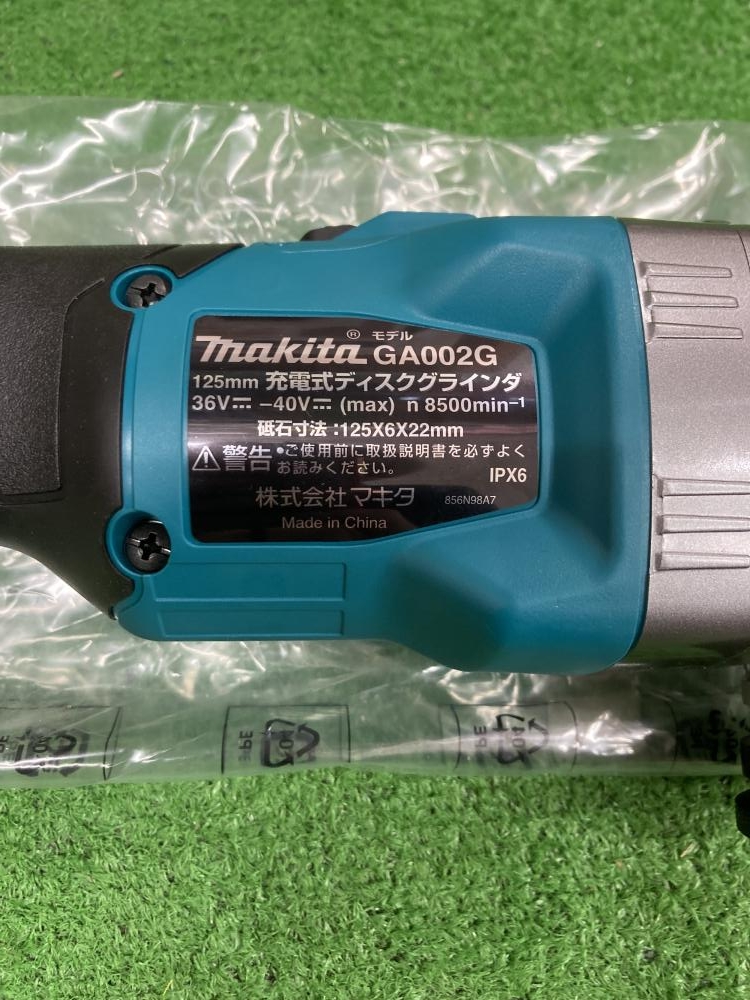 makita® モデル GA002G
125mm 充電式ディスクグラインダ
36V⎓ –40V⎓ (max) n 8500min⁻¹
砥石寸法:125X6X22mm
⚠警告 •ご使用前に取扱説明書を必ずよく
お読みください。
IPX6
株式会社マキタ 856N98A7
Made in China